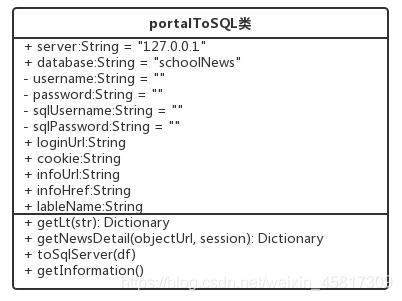 portalToSQL类
+ server:String = "127.0.0.1"
+ database:String = "schoolNews"
- username:String = ""
- password:String = ""
- sqlUsername:String = ""
- sqlPassword:String = ""
+ loginUrl:String
+ cookie:String
+ infoUrl:String
+ infoHref:String
+ lableName:String
+ getLt(str): Dictionary
+ getNewsDetail(objectUrl, session): Dictionary
+ toSqlServer(df)
+ getInformation()
https://blog.csdn.net/weixin_45817309